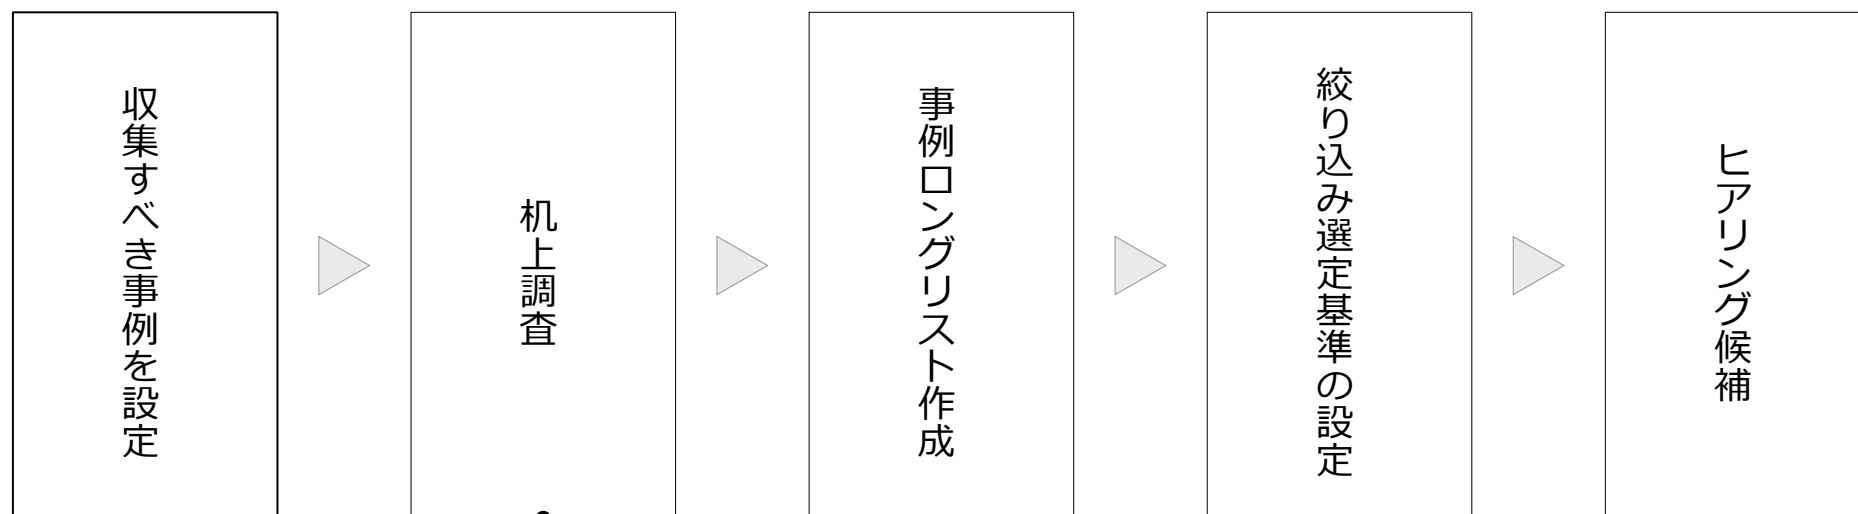 収集すべき事例を設定
机上調査
事例ロングリスト作成
絞り込み選定基準の設定
ヒアリング候補